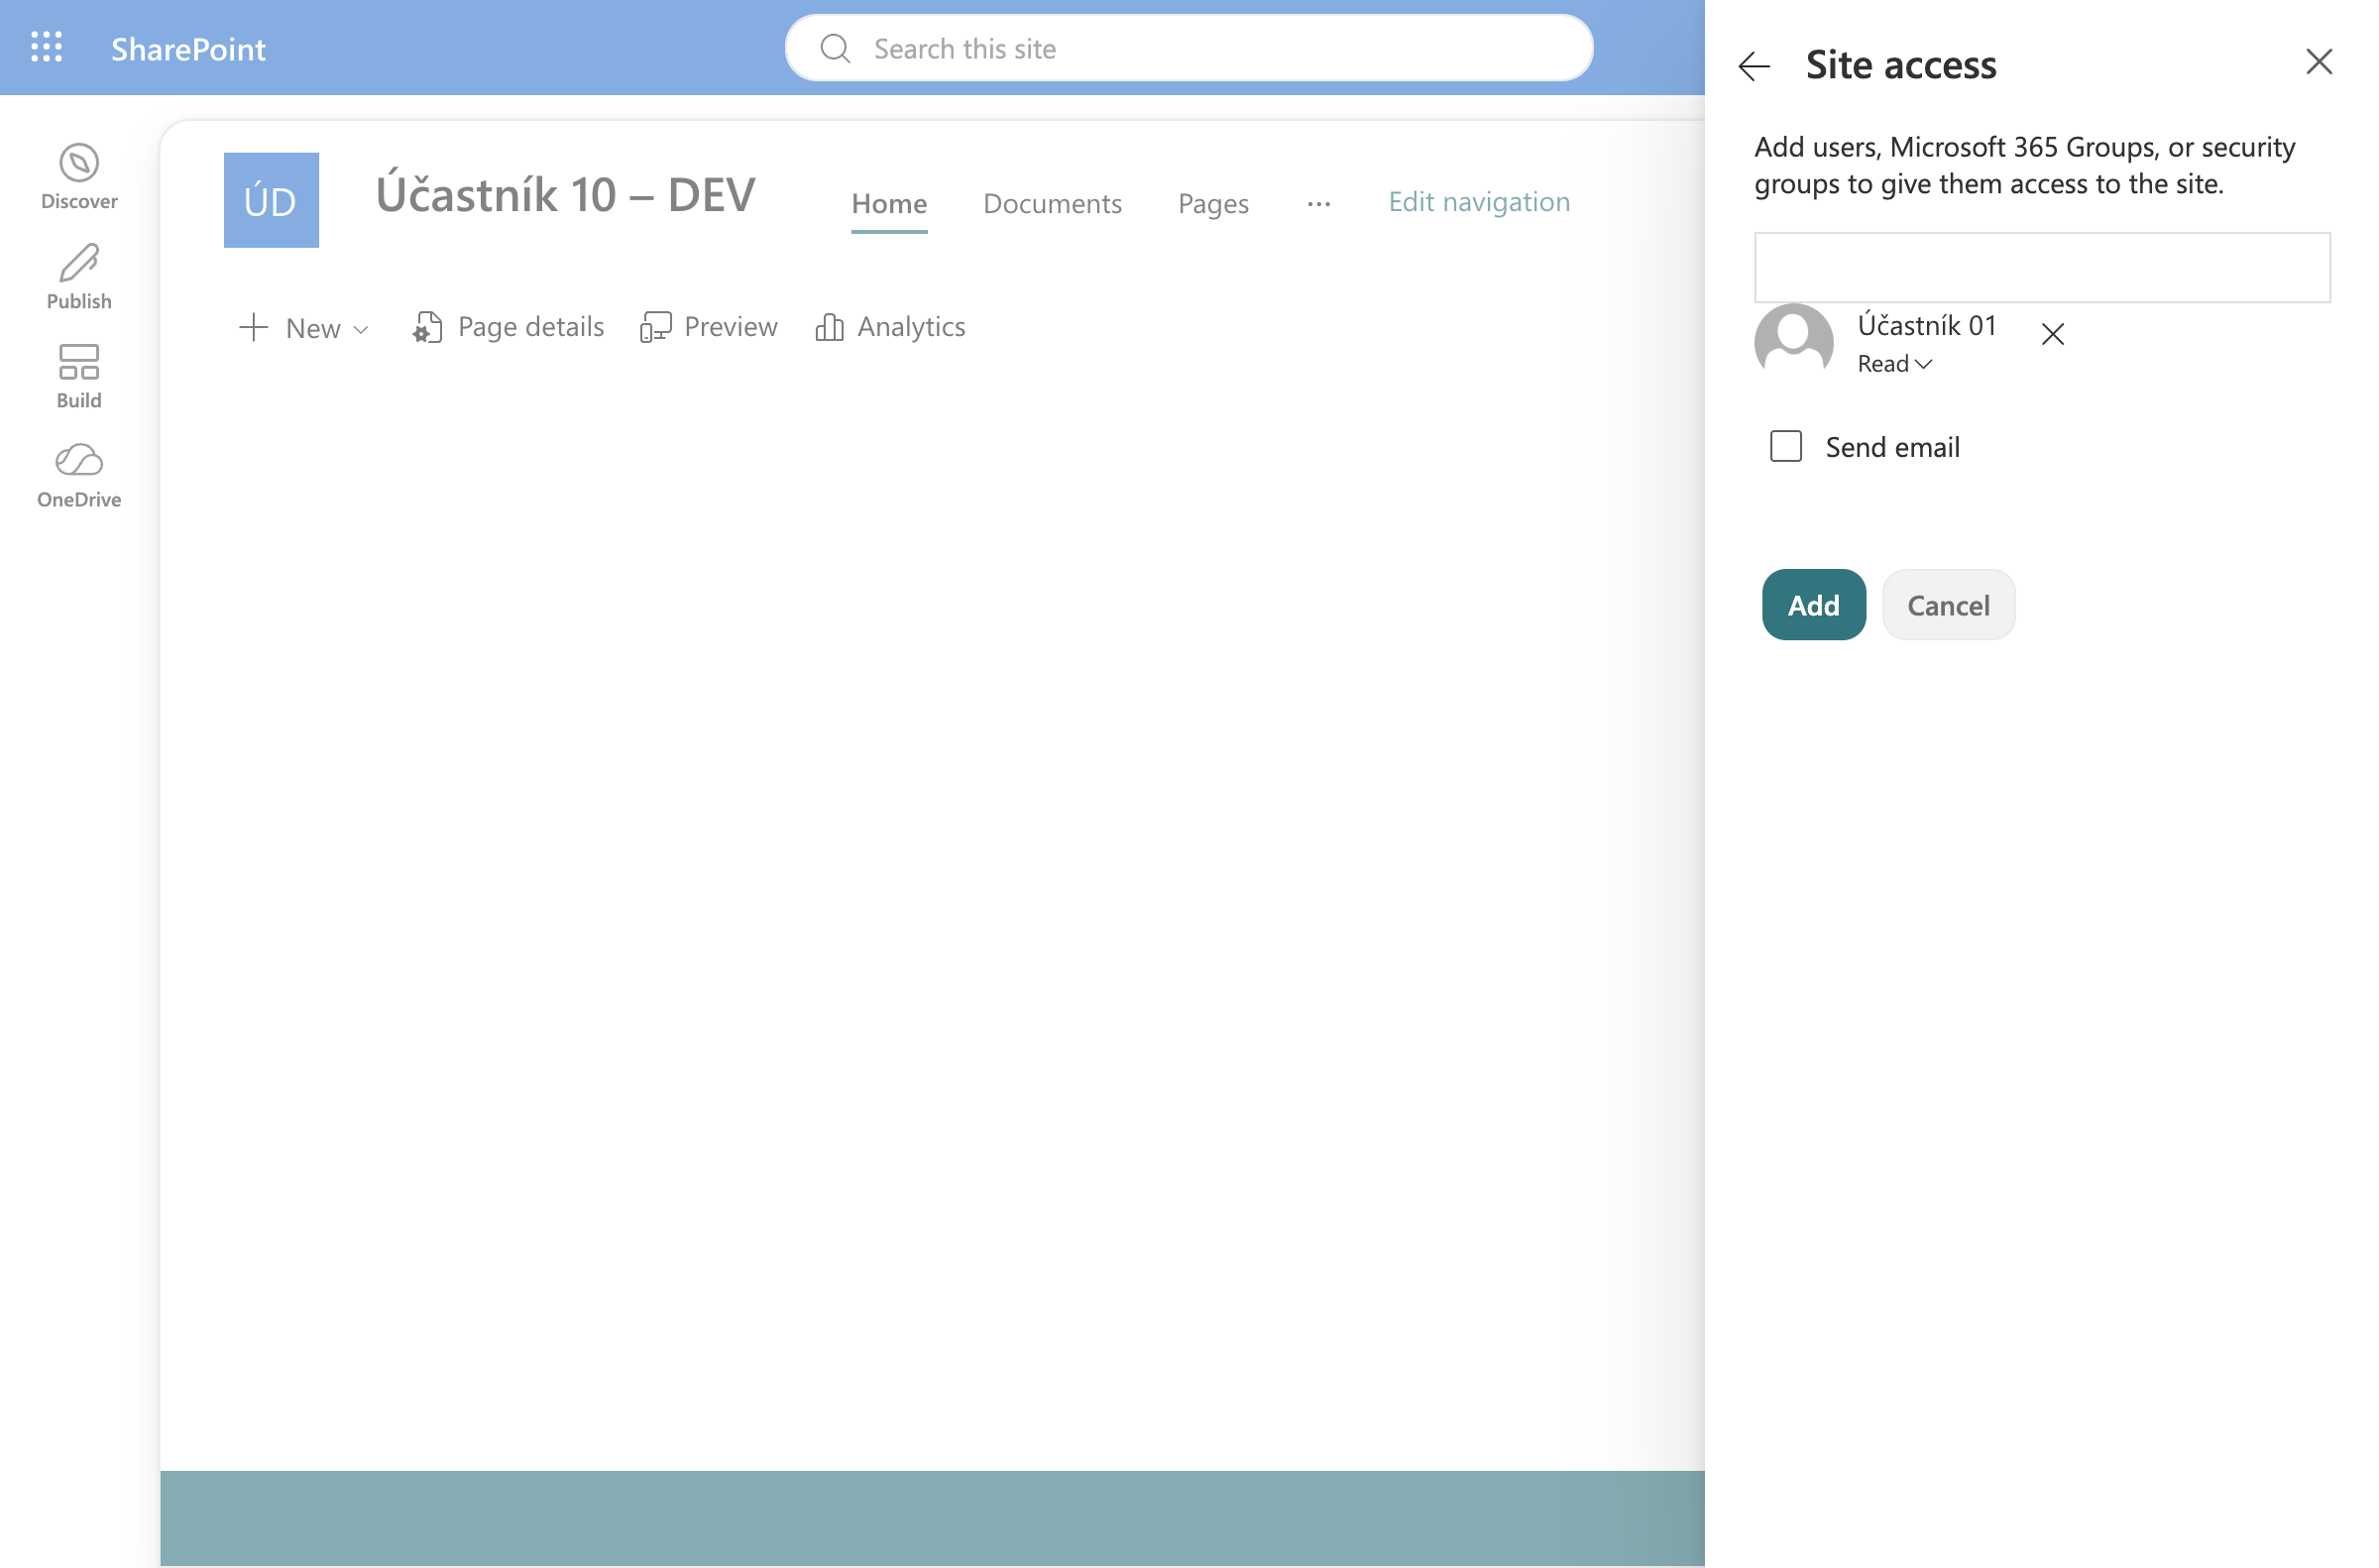 SharePoint
Search this site
Discover
Publish
Build
OneDrive
ÚD
Účastník 10 – DEV
Home
Documents
Pages
···
Edit navigation
New
Page details
Preview
Analytics
Site access
Add users, Microsoft 365 Groups, or security
groups to give them access to the site.
Účastník 01
Read
Send email
Add
Cancel